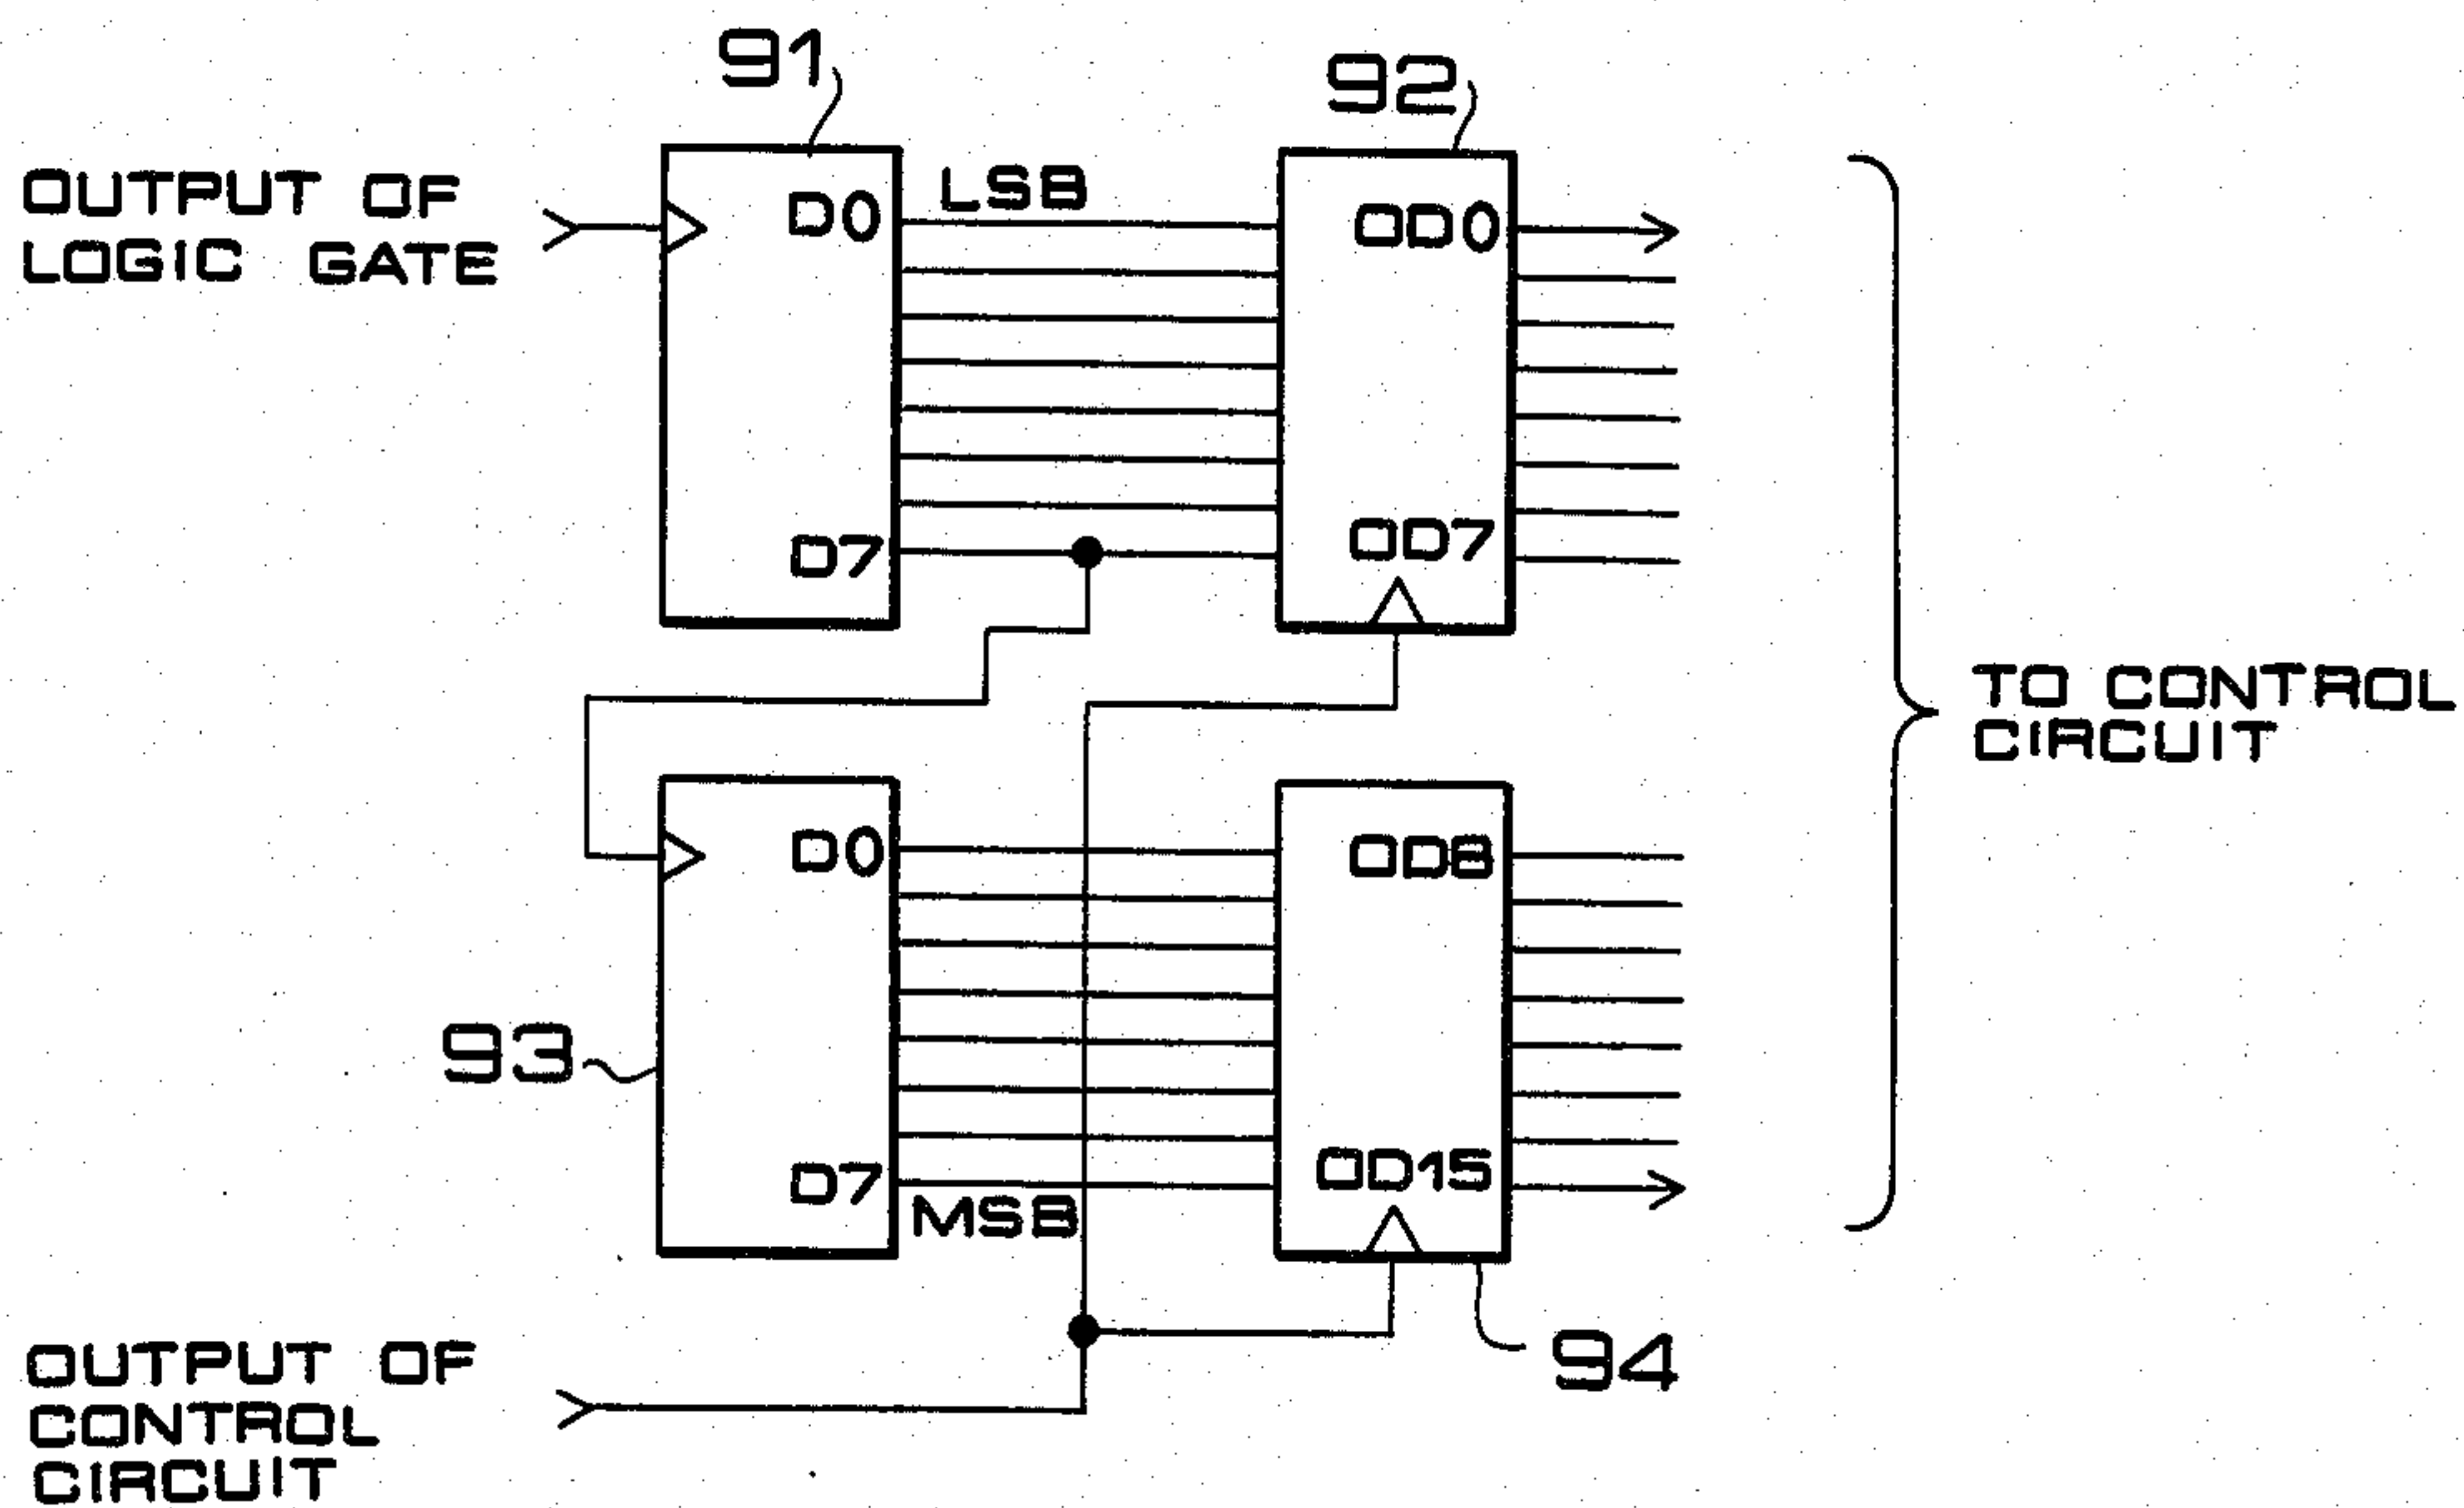 91
92
OUTPUT OF
LOGIC GATE
D0
LSB
OD0
D7
OD7
TO CONTROL
CIRCUIT
D0
OD8
93
D7
MSB
OD15
94
OUTPUT OF
CONTROL
CIRCUIT